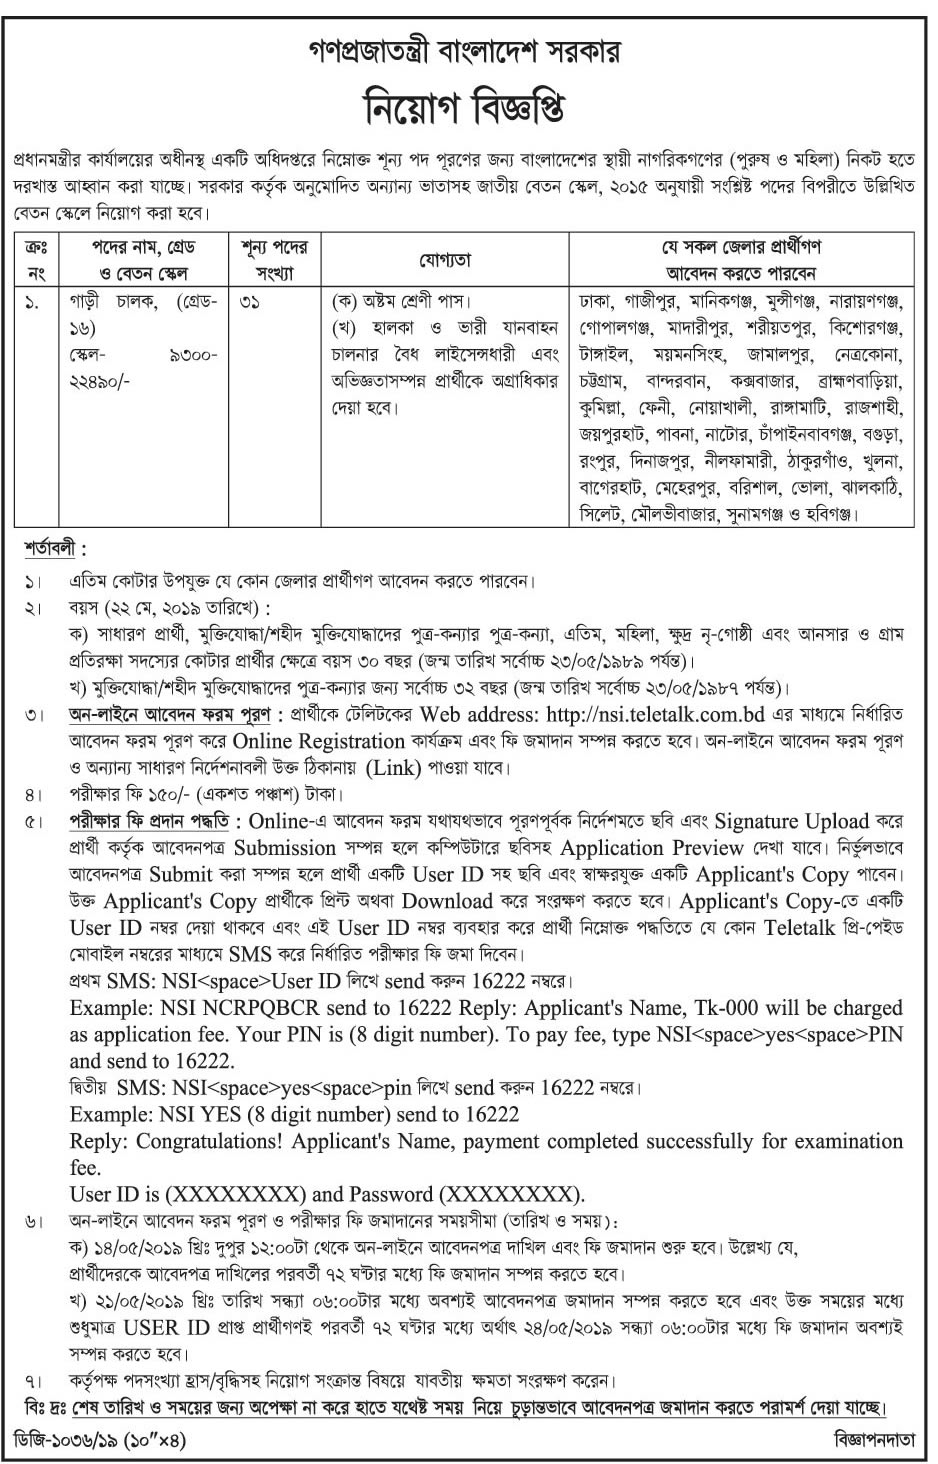 গণপ্রজাতন্ত্রী বাংলাদেশ সরকার
নিয়োগ বিজ্ঞপ্তি
প্রধানমন্ত্রীর কার্যালয়ের অধীনস্থ একটি অধিদপ্তরে নিম্নোক্ত শূন্য পদ পূরণের জন্য বাংলাদেশের স্থায়ী নাগরিকগণের (পুরুষ ও মহিলা) নিকট হতে
দরখাস্ত আহ্বান করা যাচ্ছে। সরকার কর্তৃক অনুমোদিত অন্যান্য ভাতাসহ জাতীয় বেতন স্কেল, ২০১৫ অনুযায়ী সংশ্লিষ্ট পদের বিপরীতে উল্লিখিত
বেতন স্কেলে নিয়োগ করা হবে।
ক্রঃ নং
পদের নাম, গ্রেড
ও বেতন স্কেল
শূন্য পদের
সংখ্যা
যোগ্যতা
যে সকল জেলার প্রার্থীগণ
আবেদন করতে পারবেন
১.
গাড়ী চালক, (গ্রেড-
১৬)
স্কেল- ৯৩০০-
২২৪৯০/-
৩১
(ক) অষ্টম শ্রেণী পাস।
(খ) হালকা ও ভারী যানবাহন
চালনার বৈধ লাইসেন্সধারী এবং
অভিজ্ঞতাসম্পন্ন প্রার্থীকে অগ্রাধিকার
দেয়া হবে।
ঢাকা, গাজীপুর, মানিকগঞ্জ, মুন্সীগঞ্জ, নারায়ণগঞ্জ,
গোপালগঞ্জ, মাদারীপুর, শরীয়তপুর, কিশোরগঞ্জ,
টাঙ্গাইল, ময়মনসিংহ, জামালপুর, নেত্রকোনা,
চট্টগ্রাম, বান্দরবান, কক্সবাজার, ব্রাহ্মণবাড়িয়া,
কুমিল্লা, ফেনী, নোয়াখালী, রাঙ্গামাটি, রাজশাহী,
জয়পুরহাট, পাবনা, নাটোর, চাঁপাইনবাবগঞ্জ, বগুড়া,
রংপুর, দিনাজপুর, নীলফামারী, ঠাকুরগাঁও, খুলনা,
বাগেরহাট, মেহেরপুর, বরিশাল, ভোলা, ঝালকাঠি,
সিলেট, মৌলভীবাজার, সুনামগঞ্জ ও হবিগঞ্জ।
শর্তাবলী :
১। এতিম কোটার উপযুক্ত যে কোন জেলার প্রার্থীগণ আবেদন করতে পারবেন।
২। বয়স (২২ মে, ২০১৯ তারিখে) :
ক) সাধারণ প্রার্থী, মুক্তিযোদ্ধা/শহীদ মুক্তিযোদ্ধাদের পুত্র-কন্যার পুত্র-কন্যা, এতিম, মহিলা, ক্ষুদ্র নৃ-গোষ্ঠী এবং আনসার ও গ্রাম
প্রতিরক্ষা সদস্যের কোটার প্রার্থীর ক্ষেত্রে বয়স ৩০ বছর (জন্ম তারিখ সর্বোচ্চ ২৩/০৫/১৯৮৯ পর্যন্ত)।
খ) মুক্তিযোদ্ধা/শহীদ মুক্তিযোদ্ধাদের পুত্র-কন্যার জন্য সর্বোচ্চ ৩২ বছর (জন্ম তারিখ সর্বোচ্চ ২৩/০৫/১৯৮৭ পর্যন্ত)।
৩। অন-লাইনে আবেদন ফরম পূরণ : প্রার্থীকে টেলিটকের Web address: http://nsi.teletalk.com.bd এর মাধ্যমে নির্ধারিত
আবেদন ফরম পূরণ করে Online Registration কার্যক্রম এবং ফি জমাদান সম্পন্ন করতে হবে। অন-লাইনে আবেদন ফরম পূরণ
ও অন্যান্য সাধারণ নির্দেশনাবলী উক্ত ঠিকানায় (Link) পাওয়া যাবে।
৪। পরীক্ষার ফি ১৫০/- (একশত পঞ্চাশ) টাকা।
৫। পরীক্ষার ফি প্রদান পদ্ধতি : Online-এ আবেদন ফরম যথাযথভাবে পূরণপূর্বক নির্দেশমতে ছবি এবং Signature Upload করে
প্রার্থী কর্তৃক আবেদনপত্র Submission সম্পন্ন হলে কম্পিউটারে ছবিসহ Application Preview দেখা যাবে। নির্ভুলভাবে
আবেদনপত্র Submit করা সম্পন্ন হলে প্রার্থী একটি User ID সহ ছবি এবং স্বাক্ষরযুক্ত একটি Applicant's Copy পাবেন।
উক্ত Applicant's Copy প্রার্থীকে প্রিন্ট অথবা Download করে সংরক্ষণ করতে হবে। Applicant's Copy-তে একটি
User ID নম্বর দেয়া থাকবে এবং এই User ID নম্বর ব্যবহার করে প্রার্থী নিম্নোক্ত পদ্ধতিতে যে কোন Teletalk প্রি-পেইড
মোবাইল নম্বরের মাধ্যমে SMS করে নির্ধারিত পরীক্ষার ফি জমা দিবেন।
প্রথম SMS: NSI<space>User ID লিখে send করুন 16222 নম্বরে।
Example: NSI NCRPQBCR send to 16222 Reply: Applicant's Name, Tk-000 will be charged
as application fee. Your PIN is (8 digit number). To pay fee, type NSI<space>yes<space>PIN
and send to 16222.
দ্বিতীয় SMS: NSI<space>yes<space>pin লিখে send করুন 16222 নম্বরে।
Example: NSI YES (8 digit number) send to 16222
Reply: Congratulations! Applicant's Name, payment completed successfully for examination
fee.
User ID is (XXXXXXXX) and Password (XXXXXXXX).
৬। অন-লাইনে আবেদন ফরম পূরণ ও পরীক্ষার ফি জমাদানের সময়সীমা (তারিখ ও সময়):
ক) ১৪/০৫/২০১৯ খ্রিঃ দুপুর ১২:০০টা থেকে অন-লাইনে আবেদনপত্র দাখিল এবং ফি জমাদান শুরু হবে। উল্লেখ্য যে,
প্রার্থীদেরকে আবেদপত্র দাখিলের পরবর্তী ৭২ ঘন্টার মধ্যে ফি জমাদান সম্পন্ন করতে হবে।
খ) ২১/০৫/২০১৯ খ্রিঃ তারিখ সন্ধ্যা ০৬:০০টার মধ্যে অবশ্যই আবেদনপত্র জমাদান সম্পন্ন করতে হবে এবং উক্ত সময়ের মধ্যে
শুধুমাত্র USER ID প্রাপ্ত প্রার্থীগণই পরবর্তী ৭২ ঘন্টার মধ্যে অর্থাৎ ২৪/০৫/২০১৯ সন্ধ্যা ০৬:০০টার মধ্যে ফি জমাদান অবশ্যই
সম্পন্ন করতে হবে।
৭। কর্তৃপক্ষ পদসংখ্যা হ্রাস/বৃদ্ধিসহ নিয়োগ সংক্রান্ত বিষয়ে যাবতীয় ক্ষমতা সংরক্ষণ করেন।
বিঃ দ্রঃ শেষ তারিখ ও সময়ের জন্য অপেক্ষা না করে হাতে যথেষ্ট সময় নিয়ে চূড়ান্তভাবে আবেদনপত্র জমাদান করতে পরামর্শ দেয়া যাচ্ছে।
ডিজি-১০৩৬/১৯ (১০"×৪)
বিজ্ঞাপনদাতা